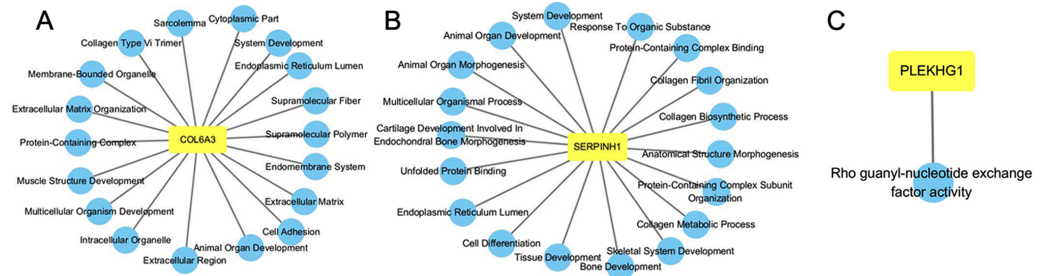 A
Sarcolemma
Cytoplasmic Part
Collagen Type Vi Trimer
System Development
Endoplasmic Reticulum Lumen
Membrane-Bounded Organelle
Supramolecular Fiber
Extracellular Matrix Organization
COL6A3
Supramolecular Polymer
Protein-Containing Complex
Endomembrane System
Muscle Structure Development
Extracellular Matrix
Multicellular Organism Development
Cell Adhesion
Intracellular Organelle
Animal Organ Development
Extracellular Region
B
System Development
Response To Organic Substance
Animal Organ Development
Protein-Containing Complex Binding
Animal Organ Morphogenesis
Collagen Fibril Organization
Multicellular Organismal Process
Collagen Biosynthetic Process
Cartilage Development Involved In
Endochondral Bone Morphogenesis
SERPINH1
Anatomical Structure Morphogenesis
Unfolded Protein Binding
Protein-Containing Complex Subunit
Organization
Endoplasmic Reticulum Lumen
Collagen Metabolic Process
Cell Differentiation
Skeletal System Development
Tissue Development
Bone Development
C
PLEKHG1
Rho guanyl-nucleotide exchange
factor activity